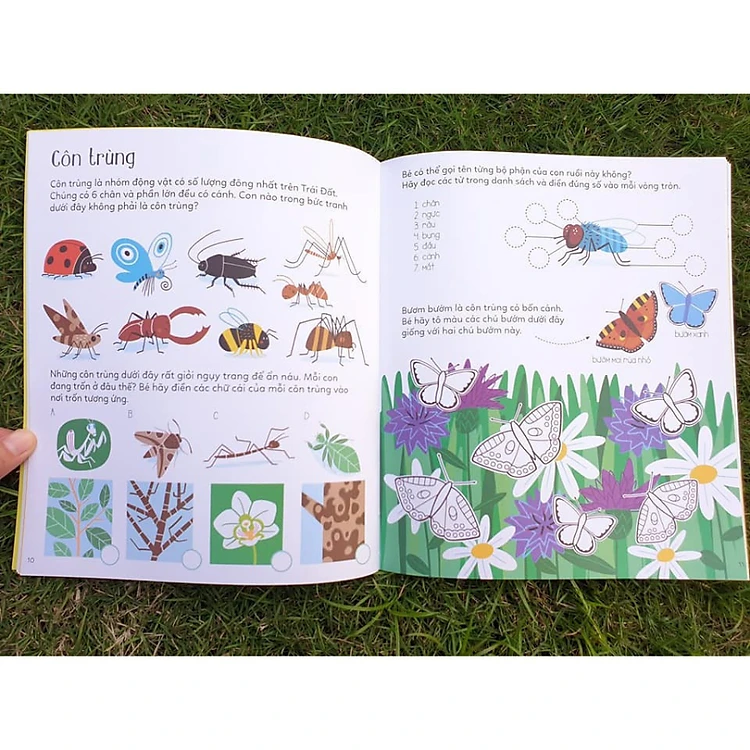 Côn trùng
Côn trùng là nhóm động vật có số lượng đông nhất trên Trái Đất.
Chúng có 6 chân và phần lớn đều có cánh. Con nào trong bức tranh
dưới đây không phải là côn trùng?
Những côn trùng dưới đây rất giỏi ngụy trang để ẩn náu. Mỗi con
đang trốn ở đâu thế? Bé hãy điền các chữ cái của mỗi côn trùng vào
nơi trốn tương ứng.
A
B
C
D
10
Bé có thể gọi tên từng bộ phận của con ruồi này không?
Hãy đọc các từ trong danh sách và điền đúng số vào mỗi vòng tròn.
1 chân
2 ngực
3 râu
4 bụng
5 đầu
6 cánh
7 mắt
Bươm bướm là côn trùng có bốn cánh.
Bé hãy tô màu các chú bướm dưới đây
giống với hai chú bướm này.
bướm xanh
bướm mai rùa nhỏ